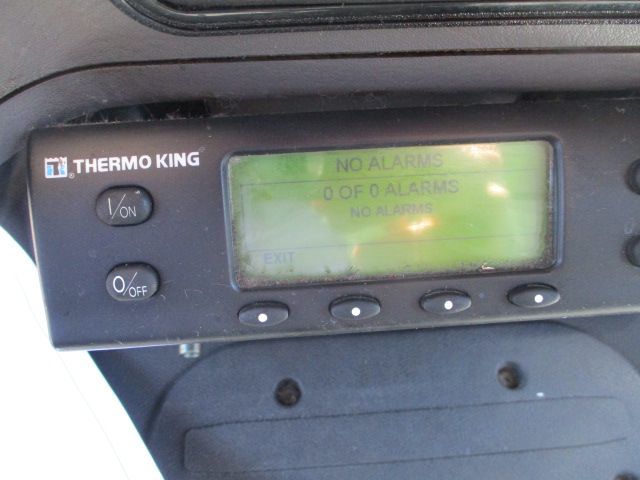 THERMO KING
I/ON
O/OFF
NO ALARMS
0 OF 0 ALARMS
NO ALARMS
EXIT